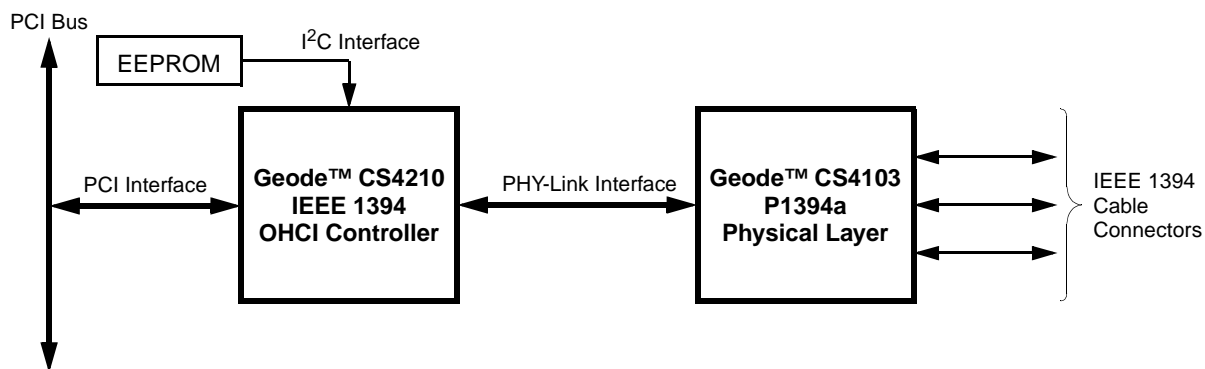 PCI Bus
I²C Interface
EEPROM
PCI Interface
Geode™ CS4210
IEEE 1394
OHCI Controller
PHY-Link Interface
Geode™ CS4103
P1394a
Physical Layer
IEEE 1394
Cable
Connectors